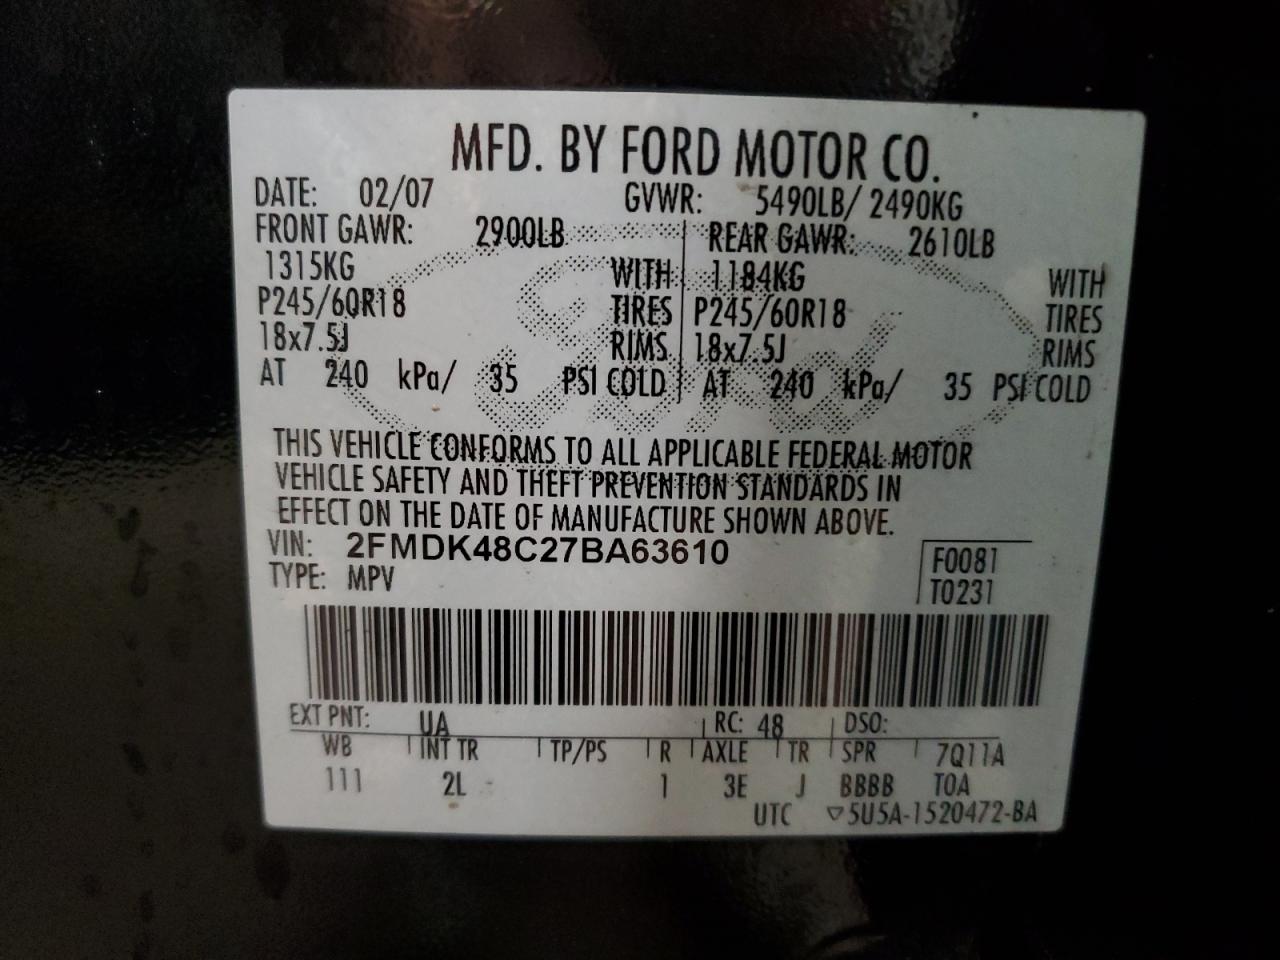 MFD. BY FORD MOTOR CO.
DATE: 02/07 GVWR: 5490LB/ 2490KG
FRONT GAWR: 2900LB REAR GAWR: 2610LB
1315KG WITH 1184KG WITH
P245/60R18 TIRES P245/60R18 TIRES
18x7.5J RIMS 18x7.5J RIMS
AT 240 kPa/ 35 PSI COLD AT 240 kPa/ 35 PSI COLD
THIS VEHICLE CONFORMS TO ALL APPLICABLE FEDERAL MOTOR
VEHICLE SAFETY AND THEFT PREVENTION STANDARDS IN
EFFECT ON THE DATE OF MANUFACTURE SHOWN ABOVE.
VIN: 2FMDK48C27BA63610 F0081
TYPE: MPV T0231
EXT PNT: UA RC: 48 DSO:
WB INT TR TP/PS R AXLE TR SPR 7Q11A
111 2L 1 3E J BBBB TOA
UTC ▽5U5A-1520472-BA